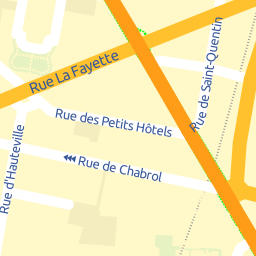 Rue La Fayette
Rue de Saint-Quentin
Rue des Petits Hôtels
Rue de Chabrol
Rue d'Hauteville